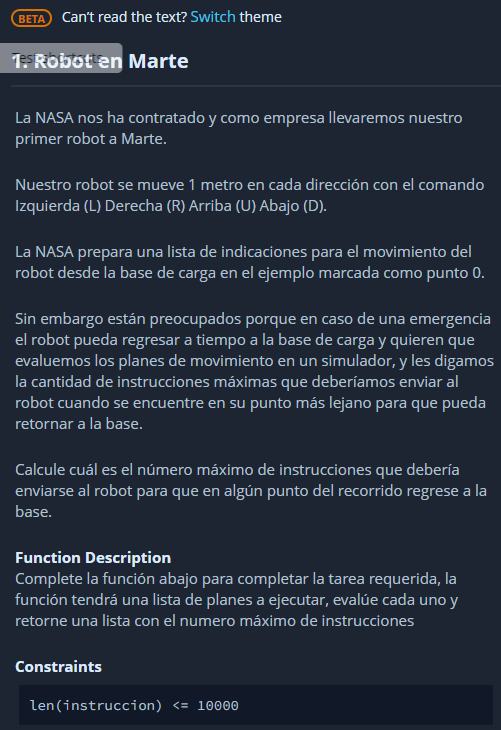 BETA Can't read the text? Switch theme
1. Robot en Marte
La NASA nos ha contratado y como empresa llevaremos nuestro
primer robot a Marte.
Nuestro robot se mueve 1 metro en cada dirección con el comando
Izquierda (L) Derecha (R) Arriba (U) Abajo (D).
La NASA prepara una lista de indicaciones para el movimiento del
robot desde la base de carga en el ejemplo marcada como punto 0.
Sin embargo están preocupados porque en caso de una emergencia
el robot pueda regresar a tiempo a la base de carga y quieren que
evaluemos los planes de movimiento en un simulador, y les digamos
la cantidad de instrucciones máximas que deberíamos enviar al
robot cuando se encuentre en su punto más lejano para que pueda
retornar a la base.
Calcule cuál es el número máximo de instrucciones que debería
enviarse al robot para que en algún punto del recorrido regrese a la
base.
Function Description
Complete la función abajo para completar la tarea requerida, la
función tendrá una lista de planes a ejecutar, evalúe cada uno y
retorne una lista con el numero máximo de instrucciones
Constraints
len(instruccion) <= 10000